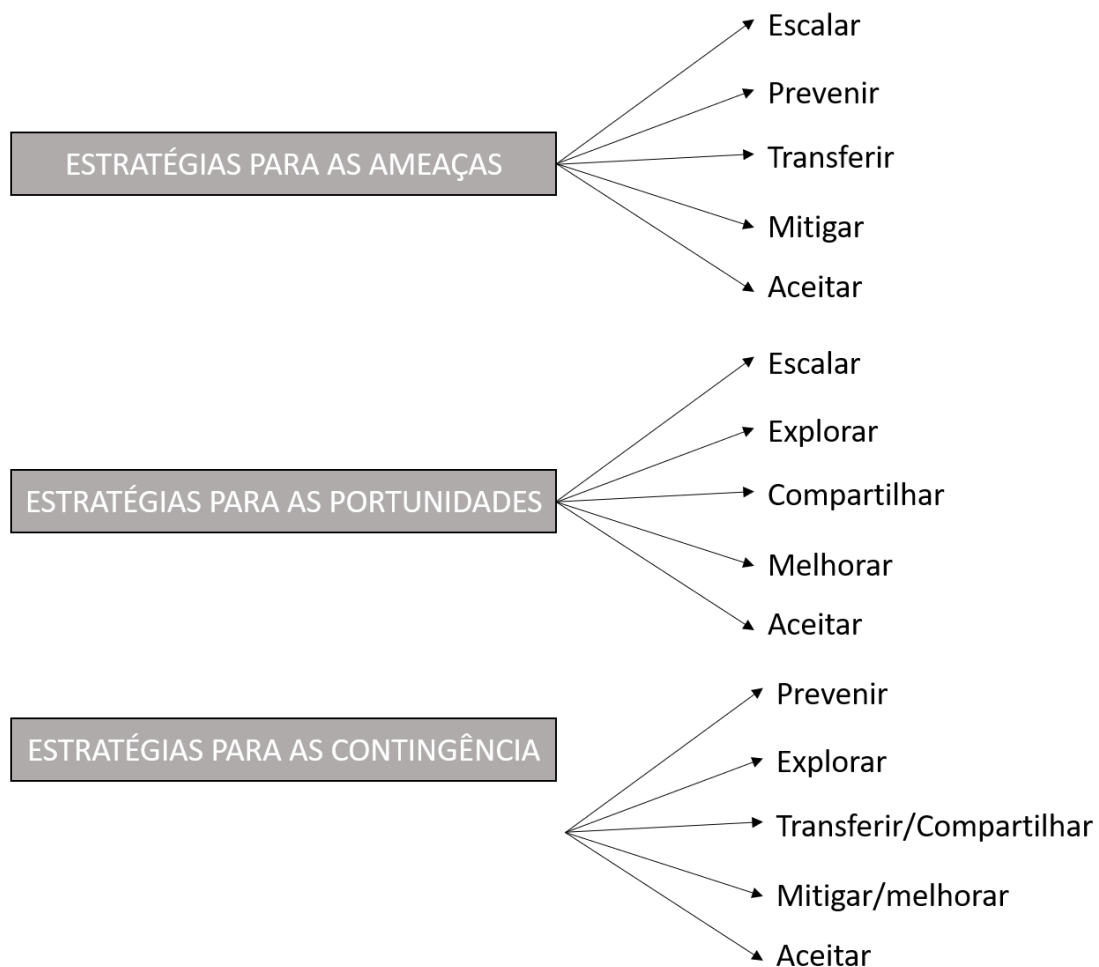 ESTRATÉGIAS PARA AS AMEAÇAS
Escalar
Prevenir
Transferir
Mitigar
Aceitar
ESTRATÉGIAS PARA AS PORTUNIDADES
Escalar
Explorar
Compartilhar
Melhorar
Aceitar
ESTRATÉGIAS PARA AS CONTINGÊNCIA
Prevenir
Explorar
Transferir/Compartilhar
Mitigar/melhorar
Aceitar